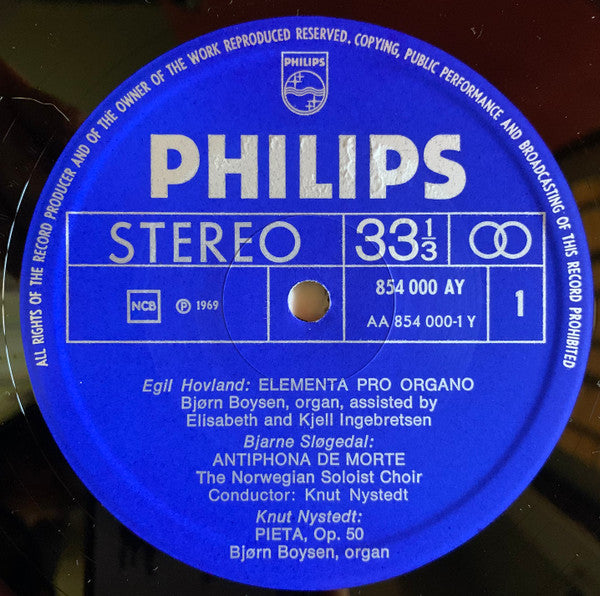 ALL RIGHTS OF THE RECORD PRODUCER AND OF THE OWNER OF THE WORK REPRODUCED RESERVED. COPYING, PUBLIC PERFORMANCE AND BROADCASTING OF THIS RECORD PROHIBITED
PHILIPS
PHILIPS
STEREO 33 1/3
NCB ℗ 1969
854 000 AY
AA 854 000-1 Y
1
Egil Hovland: ELEMENTA PRO ORGANO
Bjørn Boysen, organ, assisted by
Elisabeth and Kjell Ingebretsen
Bjarne Sløgedal:
ANTIPHONA DE MORTE
The Norwegian Soloist Choir
Conductor: Knut Nystedt
Knut Nystedt:
PIETA, Op. 50
Bjørn Boysen, organ